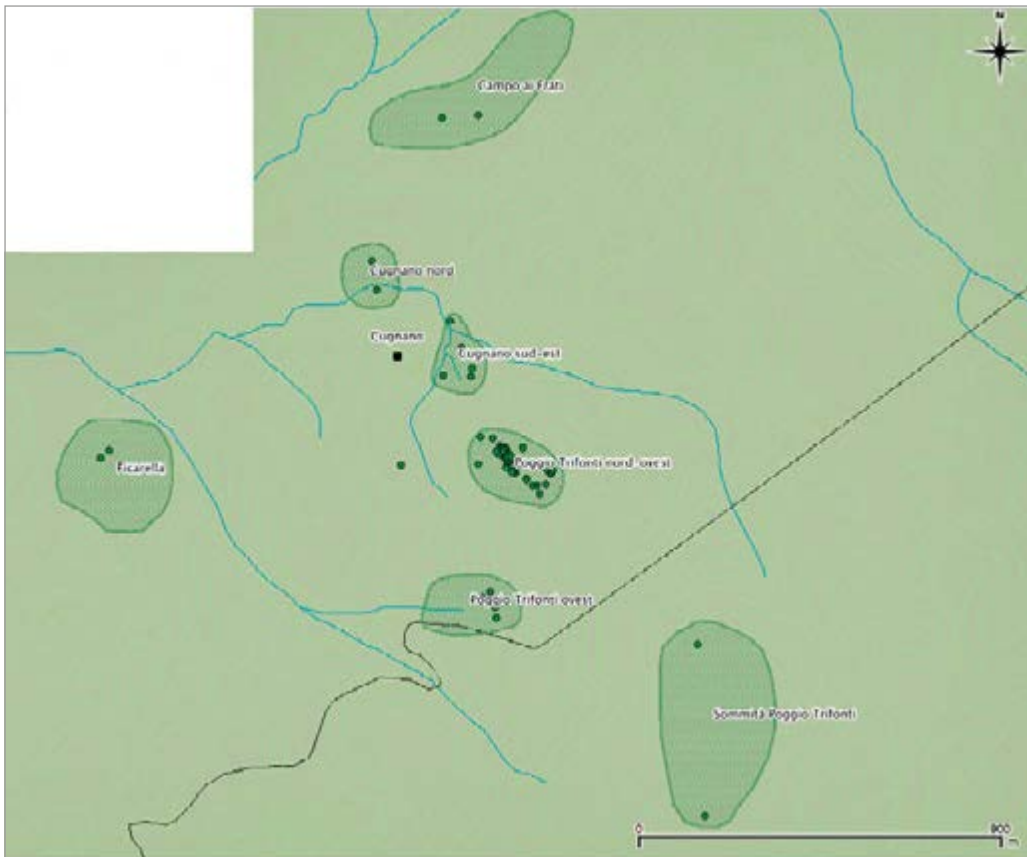 N
Campo ai Frati
Cugnano nord
Cugnano
Cugnano sud-est
Ficarella
Poggio Trifonti nord-ovest
Poggio Trifonti ovest
Sommità Poggio Trifonti
0 800
m